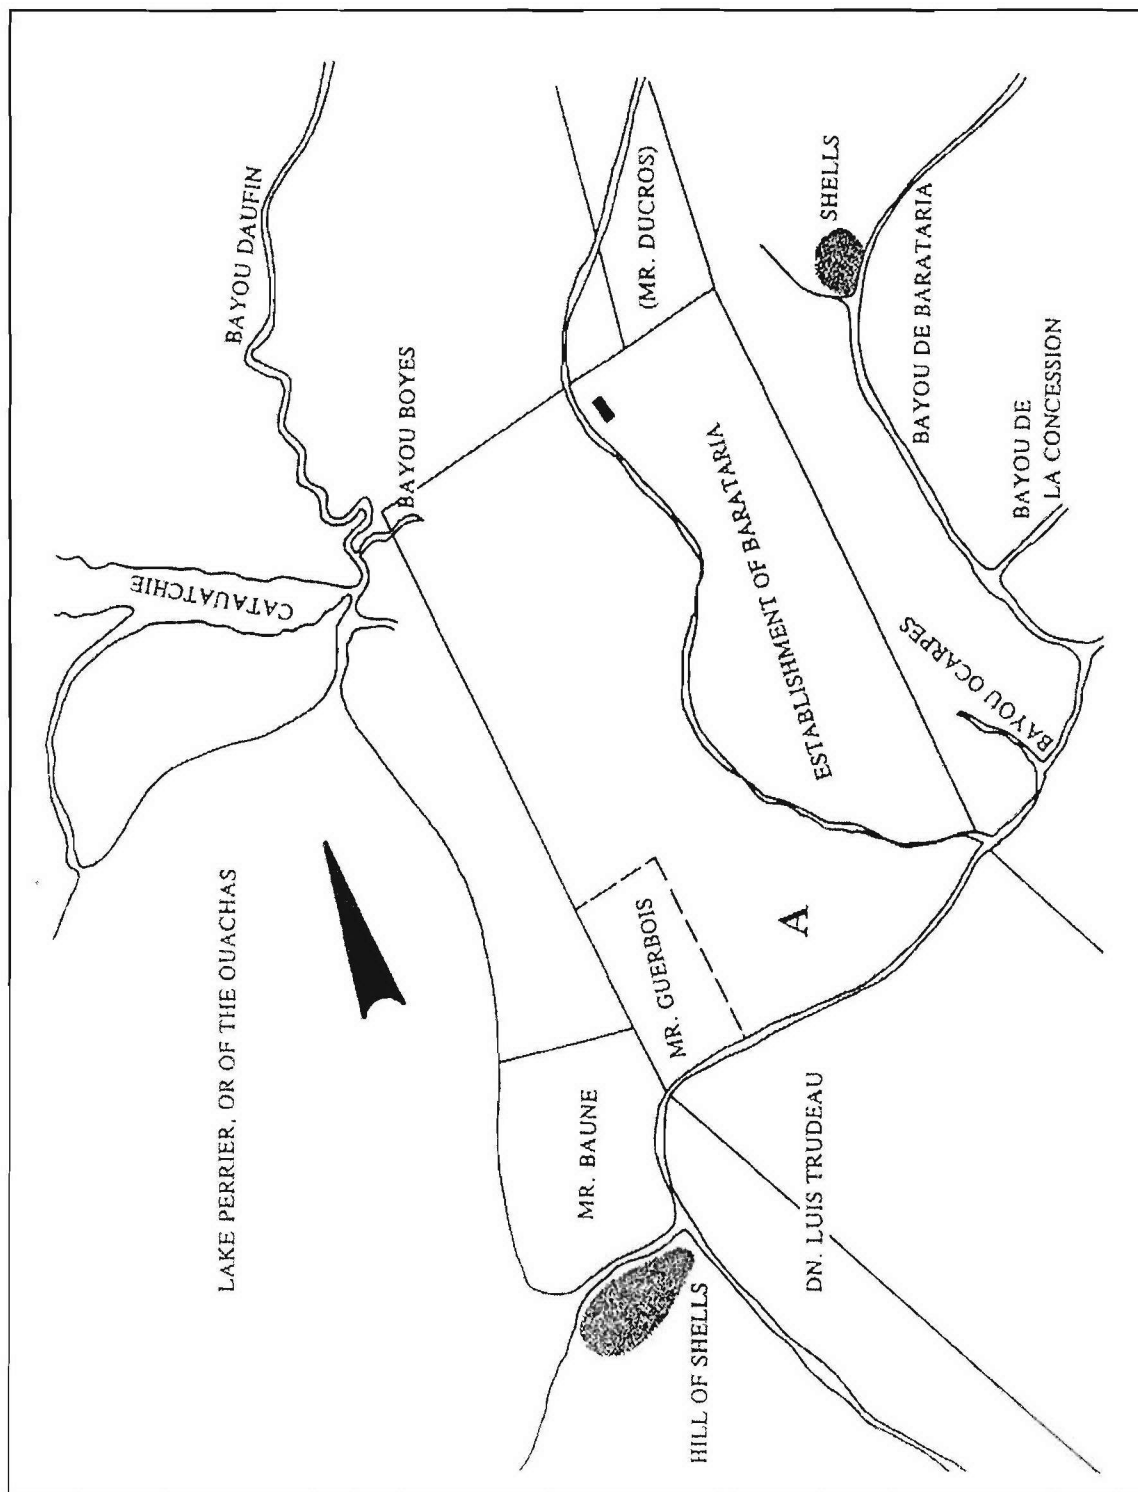 LAKE PERRIER, OR OF THE OUACHAS
CATAUATCHIE
BAYOU DAUFIN
BAYOU BOYES
(MR. DUCROS)
SHELLS
BAYOU DE BARATARIA
BAYOU DE
LA CONCESSION
BAYOU OCARPES
ESTABLISHMENT OF BARATARIA
A
MR. GUERBOIS
MR. BAUNE
DN. LUIS TRUDEAU
HILL OF SHELLS